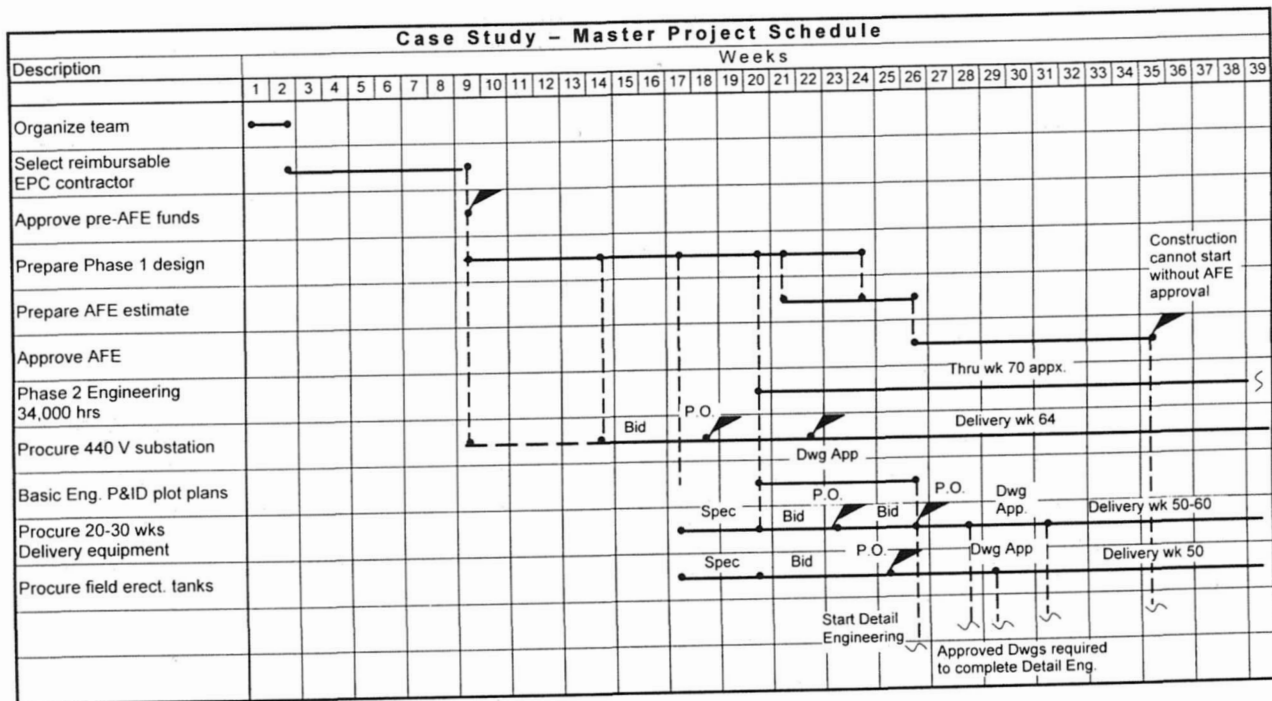 Case Study – Master Project Schedule
Description
Weeks
1 2 3 4 5 6 7 8 9 10 11 12 13 14 15 16 17 18 19 20 21 22 23 24 25 26 27 28 29 30 31 32 33 34 35 36 37 38 39
Organize team
Select reimbursable
EPC contractor
Approve pre-AFE funds
Prepare Phase 1 design
Construction
cannot start
without AFE
approval
Prepare AFE estimate
Approve AFE
Phase 2 Engineering
34,000 hrs
Thru wk 70 appx.
Procure 440 V substation
Bid
P.O.
Dwg App
Delivery wk 64
Basic Eng. P&ID plot plans
Procure 20-30 wks
Delivery equipment
Spec
Bid
P.O.
Bid
P.O.
Dwg
App.
Delivery wk 50-60
Procure field erect. tanks
Spec
Bid
P.O.
Dwg App
Delivery wk 50
Start Detail
Engineering
Approved Dwgs required
to complete Detail Eng.